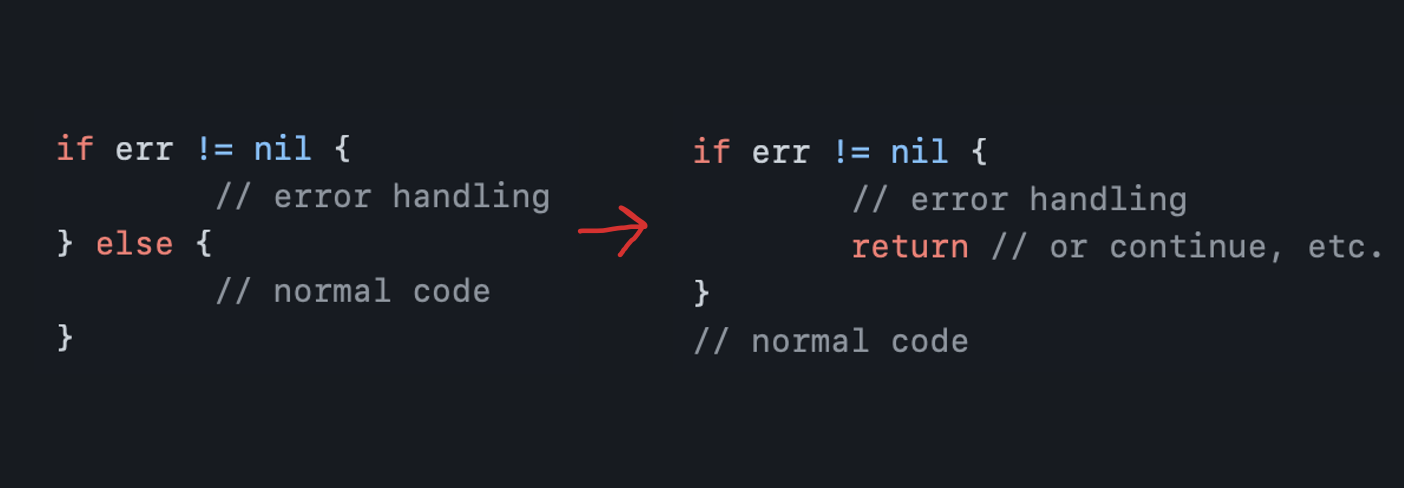 if err != nil {
        // error handling
} else {
        // normal code
}
if err != nil {
        // error handling
        return // or continue, etc.
}
// normal code